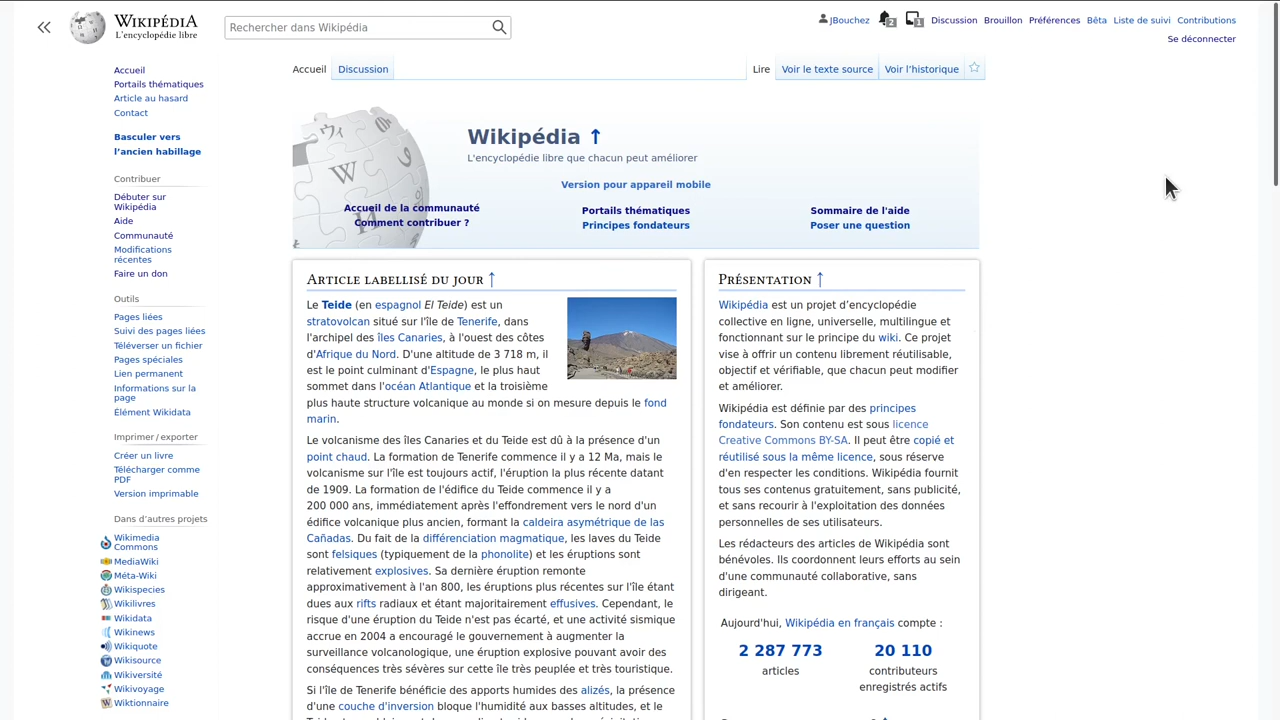 WIKIPÉDIA
L'encyclopédie libre
Rechercher dans Wikipédia
JBouchez 2 1 Discussion Brouillon Préférences Bêta Liste de suivi Contributions
Se déconnecter
Accueil
Portails thématiques
Article au hasard
Contact
Basculer vers
l’ancien habillage
Contribuer
Débuter sur
Wikipédia
Aide
Communauté
Modifications
récentes
Faire un don
Outils
Pages liées
Suivi des pages liées
Téléverser un fichier
Pages spéciales
Lien permanent
Informations sur la
page
Élément Wikidata
Imprimer / exporter
Créer un livre
Télécharger comme
PDF
Version imprimable
Dans d’autres projets
Wikimedia
Commons
MediaWiki
Méta-Wiki
Wikispecies
Wikilivres
Wikidata
Wikinews
Wikiquote
Wikisource
Wikiversité
Wikivoyage
Wiktionnaire
Accueil Discussion Lire Voir le texte source Voir l’historique
Wikipédia ↑
L'encyclopédie libre que chacun peut améliorer
Version pour appareil mobile
Accueil de la communauté Portails thématiques Sommaire de l'aide
Comment contribuer ? Principes fondateurs Poser une question
Article labellisé du jour ↑
Le Teide (en espagnol El Teide) est un
stratovolcan situé sur l'île de Tenerife, dans
l'archipel des îles Canaries, à l'ouest des côtes
d'Afrique du Nord. D'une altitude de 3 718 m, il
est le point culminant d'Espagne, le plus haut
sommet dans l'océan Atlantique et la troisième
plus haute structure volcanique au monde si on mesure depuis le fond
marin.
Le volcanisme des îles Canaries et du Teide est dû à la présence d'un
point chaud. La formation de Tenerife commence il y a 12 Ma, mais le
volcanisme sur l'île est toujours actif, l'éruption la plus récente datant
de 1909. La formation de l'édifice du Teide commence il y a
200 000 ans, immédiatement après l'effondrement vers le nord d'un
édifice volcanique plus ancien, formant la caldeira asymétrique de las
Cañadas. Du fait de la différenciation magmatique, les laves du Teide
sont felsiques (typiquement de la phonolite) et les éruptions sont
relativement explosives. Sa dernière éruption remonte
approximativement à l'an 800, les éruptions plus récentes sur l'île étant
dues aux rifts radiaux et étant majoritairement effusives. Cependant, le
risque d'une éruption du Teide n'est pas écarté, et une activité sismique
accrue en 2004 a encouragé le gouvernement à augmenter la
surveillance volcanologique, une éruption explosive pouvant avoir des
conséquences très sévères sur cette île très peuplée et très touristique.
Si l'île de Tenerife bénéficie des apports humides des alizés, la présence
d'une couche d'inversion bloque l'humidité aux basses altitudes, et le
Présentation ↑
Wikipédia est un projet d’encyclopédie
collective en ligne, universelle, multilingue et
fonctionnant sur le principe du wiki. Ce projet
vise à offrir un contenu librement réutilisable,
objectif et vérifiable, que chacun peut modifier
et améliorer.
Wikipédia est définie par des principes
fondateurs. Son contenu est sous licence
Creative Commons BY-SA. Il peut être copié et
réutilisé sous la même licence, sous réserve
d'en respecter les conditions. Wikipédia fournit
tous ses contenus gratuitement, sans publicité,
et sans recourir à l'exploitation des données
personnelles de ses utilisateurs.
Les rédacteurs des articles de Wikipédia sont
bénévoles. Ils coordonnent leurs efforts au sein
d'une communauté collaborative, sans
dirigeant.
Aujourd'hui, Wikipédia en français compte :
2 287 773 20 110
articles contributeurs
enregistrés actifs